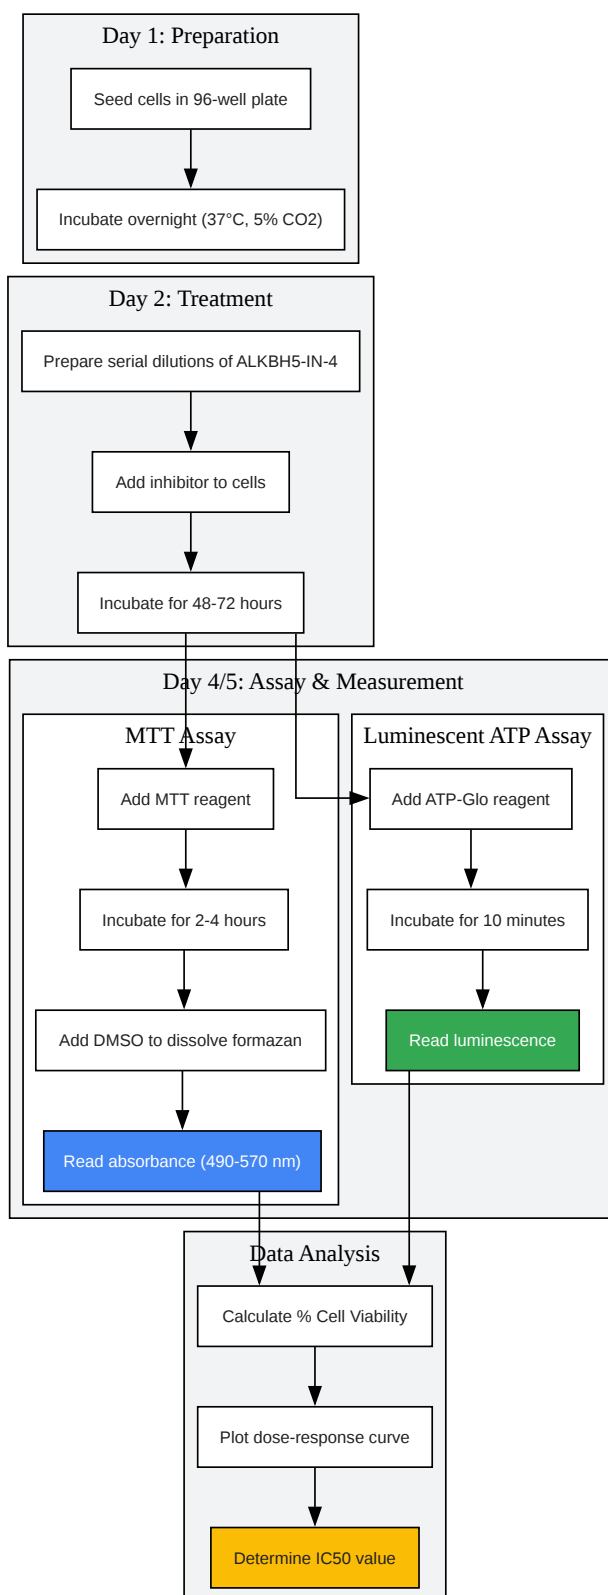 Day 1: Preparation
Seed cells in 96-well plate
Incubate overnight (37°C, 5% CO2)
Day 2: Treatment
Prepare serial dilutions of ALKBH5-IN-4
Add inhibitor to cells
Incubate for 48-72 hours
Day 4/5: Assay & Measurement
MTT Assay
Add MTT reagent
Incubate for 2-4 hours
Add DMSO to dissolve formazan
Read absorbance (490-570 nm)
Luminescent ATP Assay
Add ATP-Glo reagent
Incubate for 10 minutes
Read luminescence
Data Analysis
Calculate % Cell Viability
Plot dose-response curve
Determine IC50 value